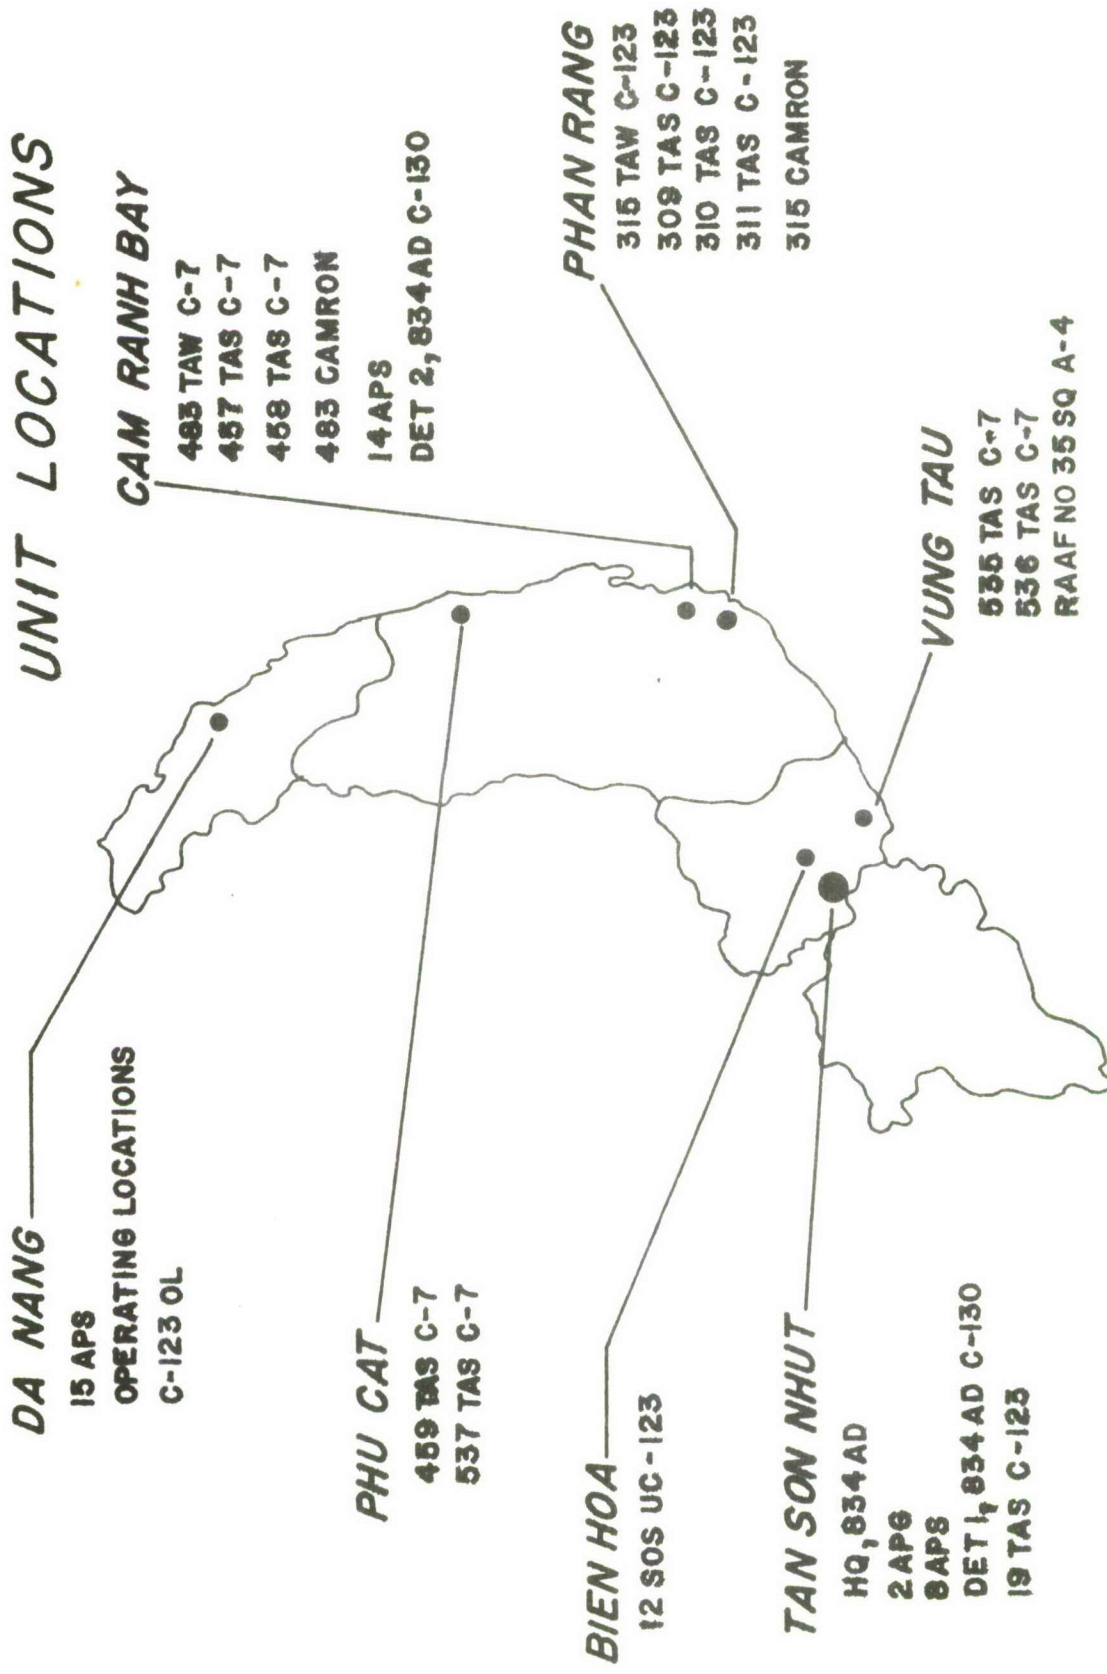 UNIT LOCATIONS
DA NANG
15 APS
OPERATING LOCATIONS
C-123 OL
PHU CAT
459 TAS C-7
537 TAS C-7
BIEN HOA
12 SOS UC-123
TAN SON NHUT
HQ, 834 AD
2 APG
8 APS
DET 1, 834 AD C-130
19 TAS C-123
CAM RANH BAY
483 TAW C-7
457 TAS C-7
458 TAS C-7
483 CAMRON
14 APS
DET 2, 834 AD C-130
PHAN RANG
315 TAW C-123
309 TAS C-123
310 TAS C-123
311 TAS C-123
315 CAMRON
VUNG TAU
535 TAS C-7
536 TAS C-7
RAAF NO 35 SQ A-4